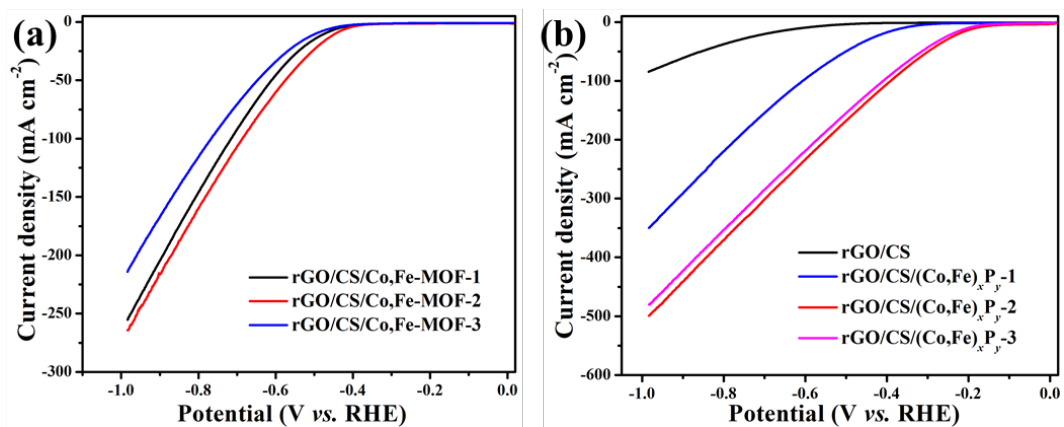 (a)
Current density (mA cm⁻²)
0
-50
-100
-150
-200
-250
-300
-1.0
-0.8
-0.6
-0.4
-0.2
0.0
Potential (V vs. RHE)
rGO/CS/Co,Fe-MOF-1
rGO/CS/Co,Fe-MOF-2
rGO/CS/Co,Fe-MOF-3
(b)
Current density (mA cm⁻²)
0
-100
-200
-300
-400
-500
-600
-1.0
-0.8
-0.6
-0.4
-0.2
0.0
Potential (V vs. RHE)
rGO/CS
rGO/CS/(Co,Fe)ₓPᵧ-1
rGO/CS/(Co,Fe)ₓPᵧ-2
rGO/CS/(Co,Fe)ₓPᵧ-3